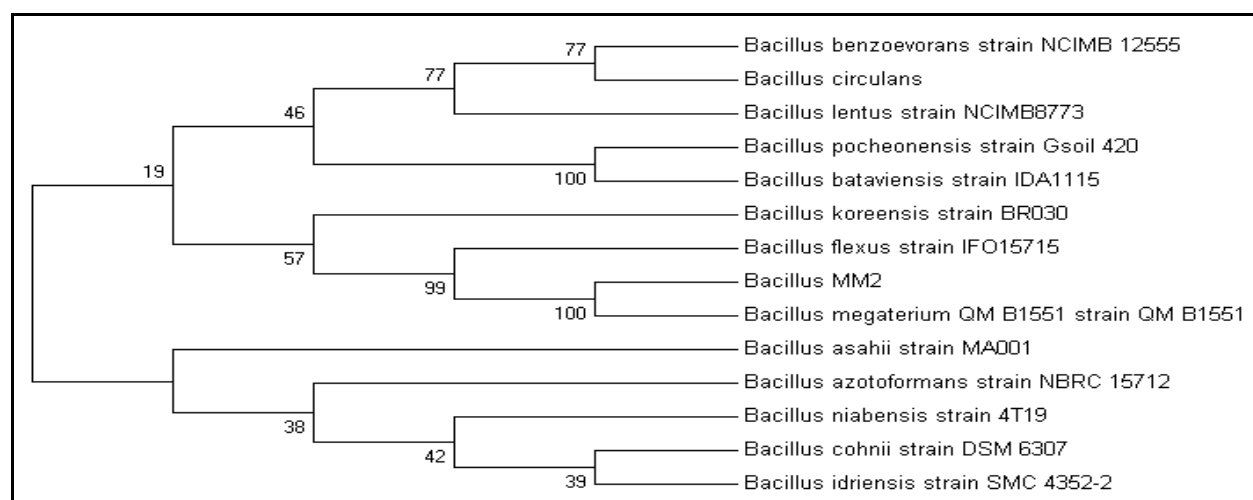 Bacillus benzoevorans strain NCIMB 12555
77
Bacillus circulans
77
Bacillus lentus strain NCIMB8773
46
Bacillus pocheonensis strain Gsoil 420
100
Bacillus bataviensis strain IDA1115
19
Bacillus koreensis strain BR030
57
Bacillus flexus strain IFO15715
99
Bacillus MM2
100
Bacillus megaterium QM B1551 strain QM B1551
Bacillus asahii strain MA001
Bacillus azotoformans strain NBRC 15712
38
Bacillus niabensis strain 4T19
42
Bacillus cohnii strain DSM 6307
39
Bacillus idriensis strain SMC 4352-2